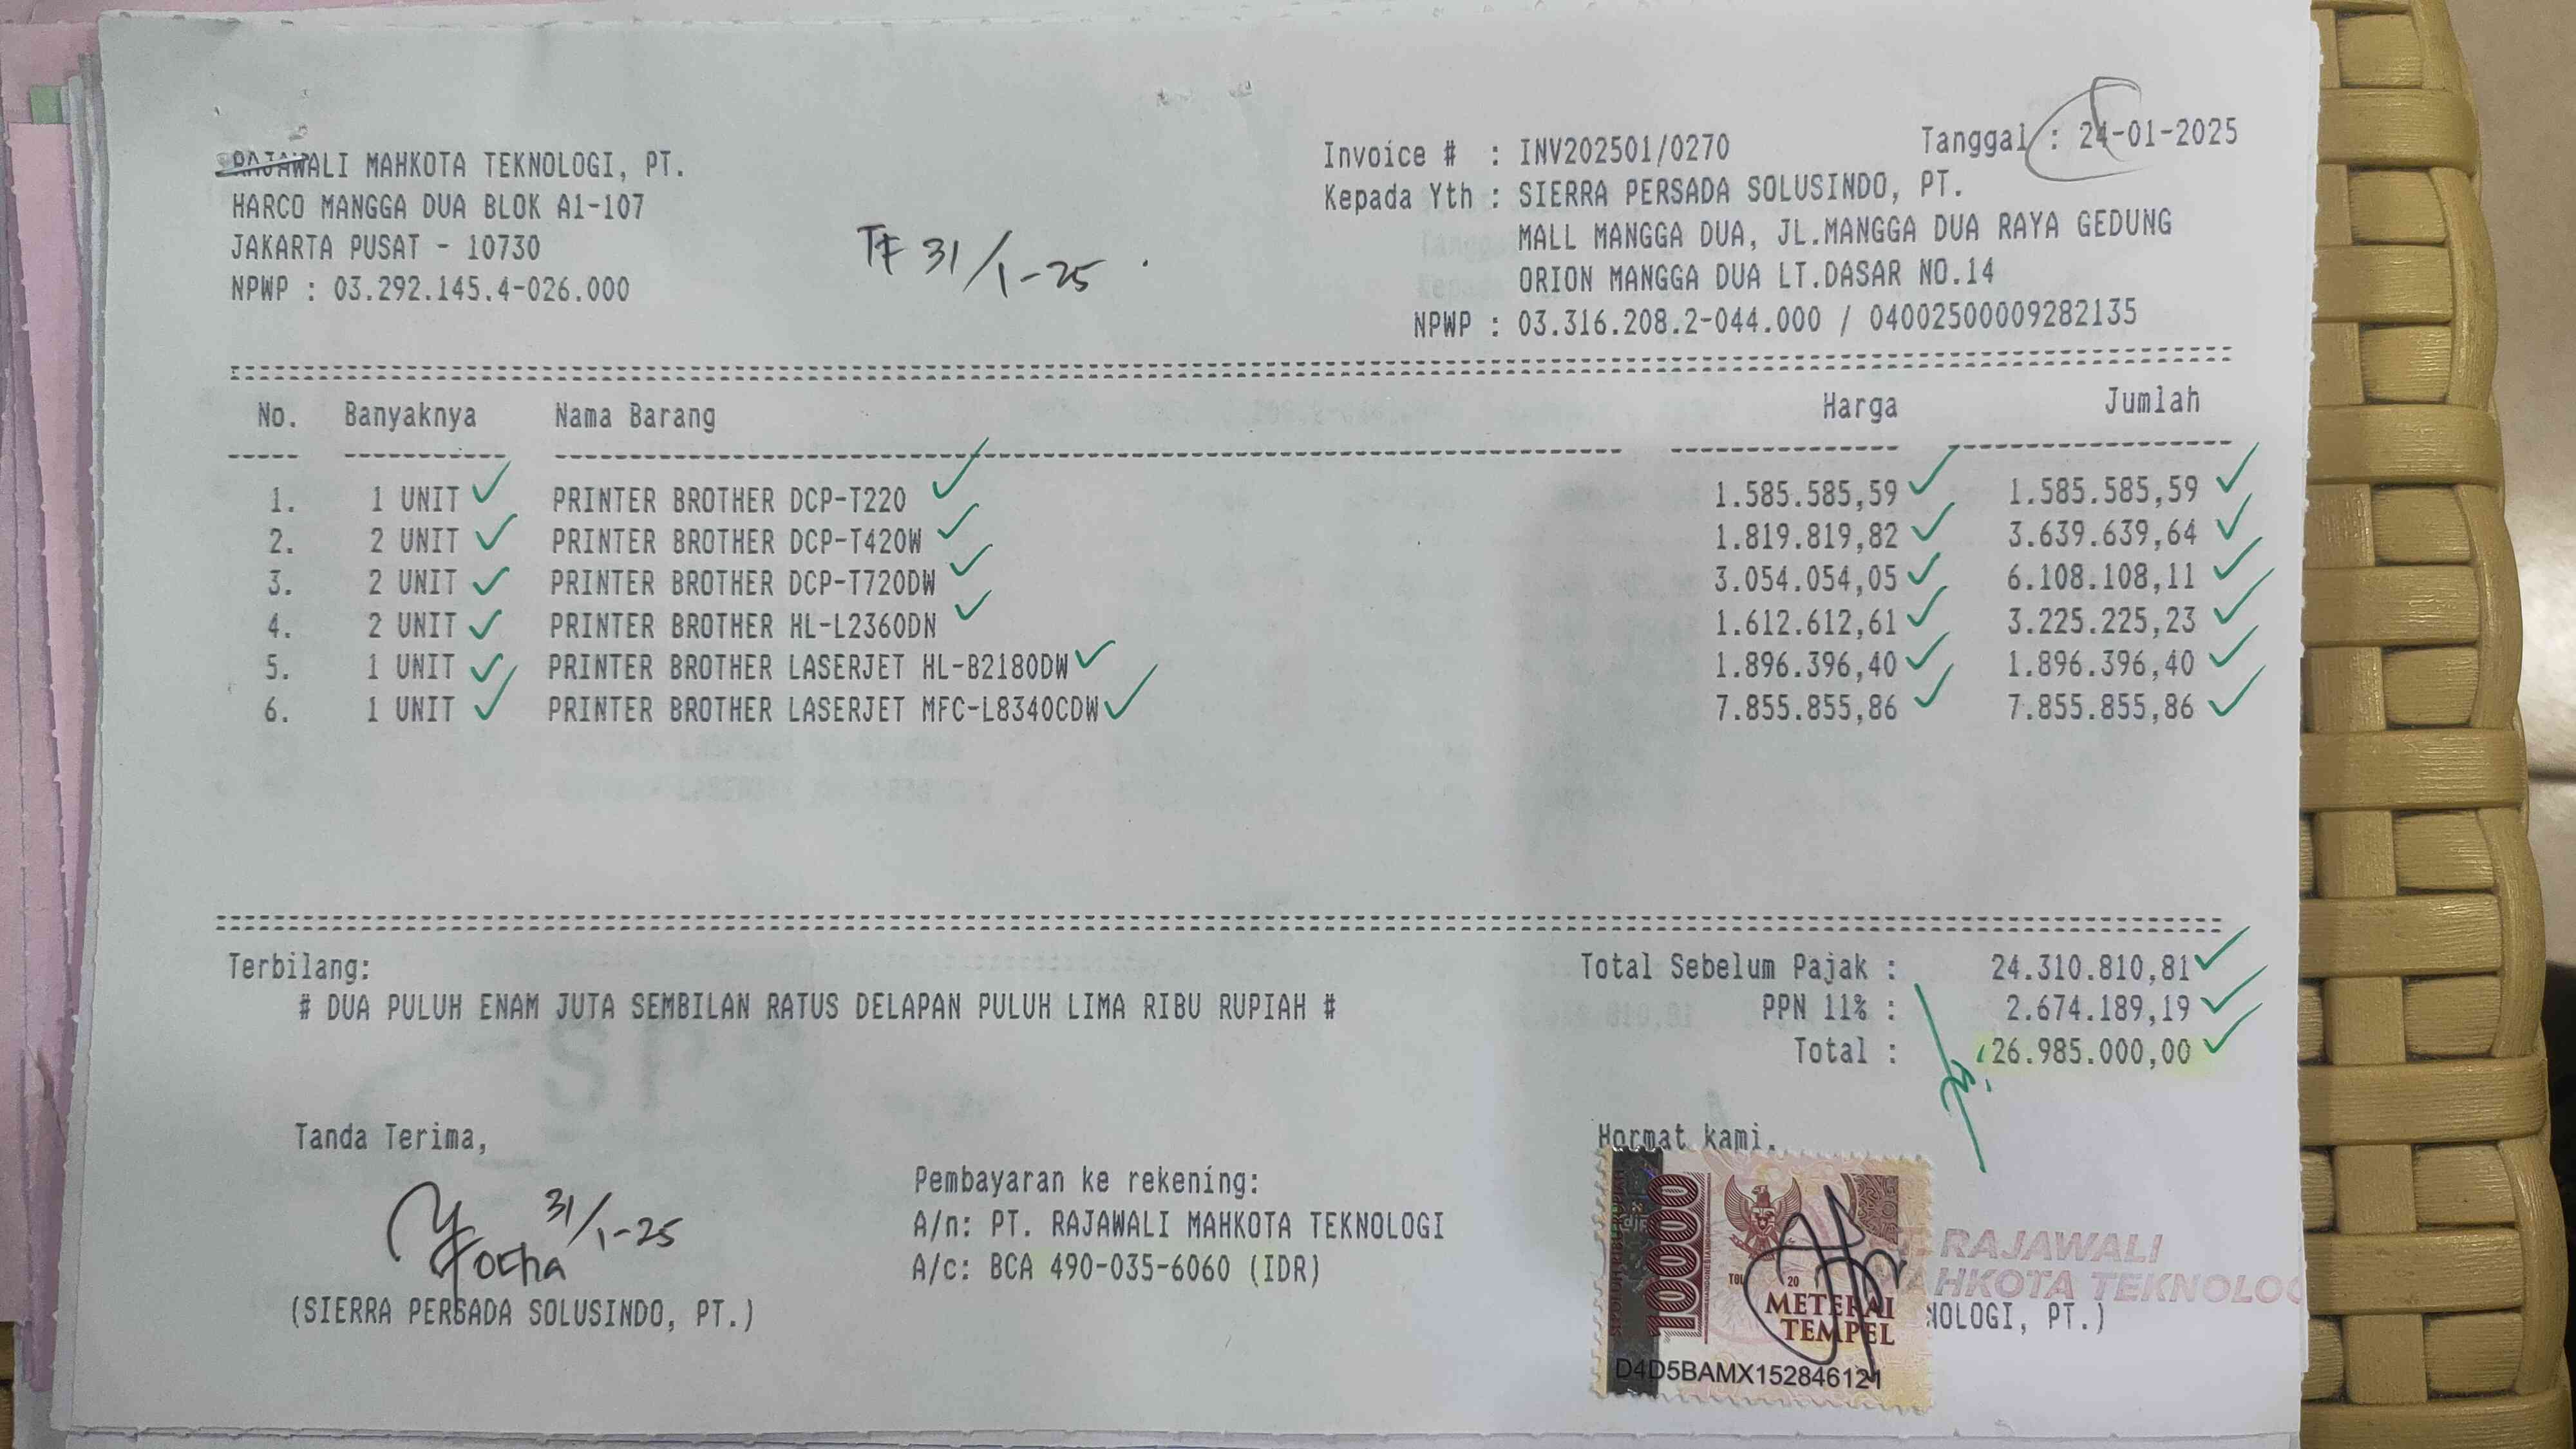 RAJAWALI MAHKOTA TEKNOLOGI, PT.
HARCO MANGGA DUA BLOK A1-107
JAKARTA PUSAT - 10730
NPWP : 03.292.145.4-026.000
TF 31/1-25
Invoice # : INV202501/0270 Tanggal : 24-01-2025
Kepada Yth : SIERRA PERSADA SOLUSINDO, PT.
MALL MANGGA DUA, JL.MANGGA DUA RAYA GEDUNG
ORION MANGGA DUA LT.DASAR NO.14
NPWP : 03.316.208.2-044.000 / 04002500009282135
No. Banyaknya Nama Barang Harga Jumlah
1. 1 UNIT PRINTER BROTHER DCP-T220 1.585.585,59 1.585.585,59
2. 2 UNIT PRINTER BROTHER DCP-T420W 1.819.819,82 3.639.639,64
3. 2 UNIT PRINTER BROTHER DCP-T720DW 3.054.054,05 6.108.108,11
4. 2 UNIT PRINTER BROTHER HL-L2360DN 1.612.612,61 3.225.225,23
5. 1 UNIT PRINTER BROTHER LASERJET HL-B2180DW 1.896.396,40 1.896.396,40
6. 1 UNIT PRINTER BROTHER LASERJET MFC-L8340CDW 7.855.855,86 7.855.855,86
Terbilang:
# DUA PULUH ENAM JUTA SEMBILAN RATUS DELAPAN PULUH LIMA RIBU RUPIAH #
Total Sebelum Pajak : 24.310.810,81
PPN 11% : 2.674.189,19
Total : 26.985.000,00
Tanda Terima,
31/1-25
(SIERRA PERSADA SOLUSINDO, PT.)
Pembayaran ke rekening:
A/n: PT. RAJAWALI MAHKOTA TEKNOLOGI
A/c: BCA 490-035-6060 (IDR)
Hormat kami,
10000
TGL 20
METERAI
TEMPEL
D4D5BAMX152846121
RAJAWALI
MAHKOTA TEKNOLOG
NOLOGI, PT.)